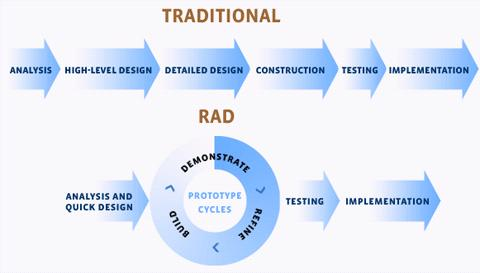 TRADITIONAL
ANALYSIS
HIGH-LEVEL DESIGN
DETAILED DESIGN
CONSTRUCTION
TESTING
IMPLEMENTATION
RAD
ANALYSIS AND
QUICK DESIGN
DEMONSTRATE
REFINE
BUILD
PROTOTYPE
CYCLES
TESTING
IMPLEMENTATION